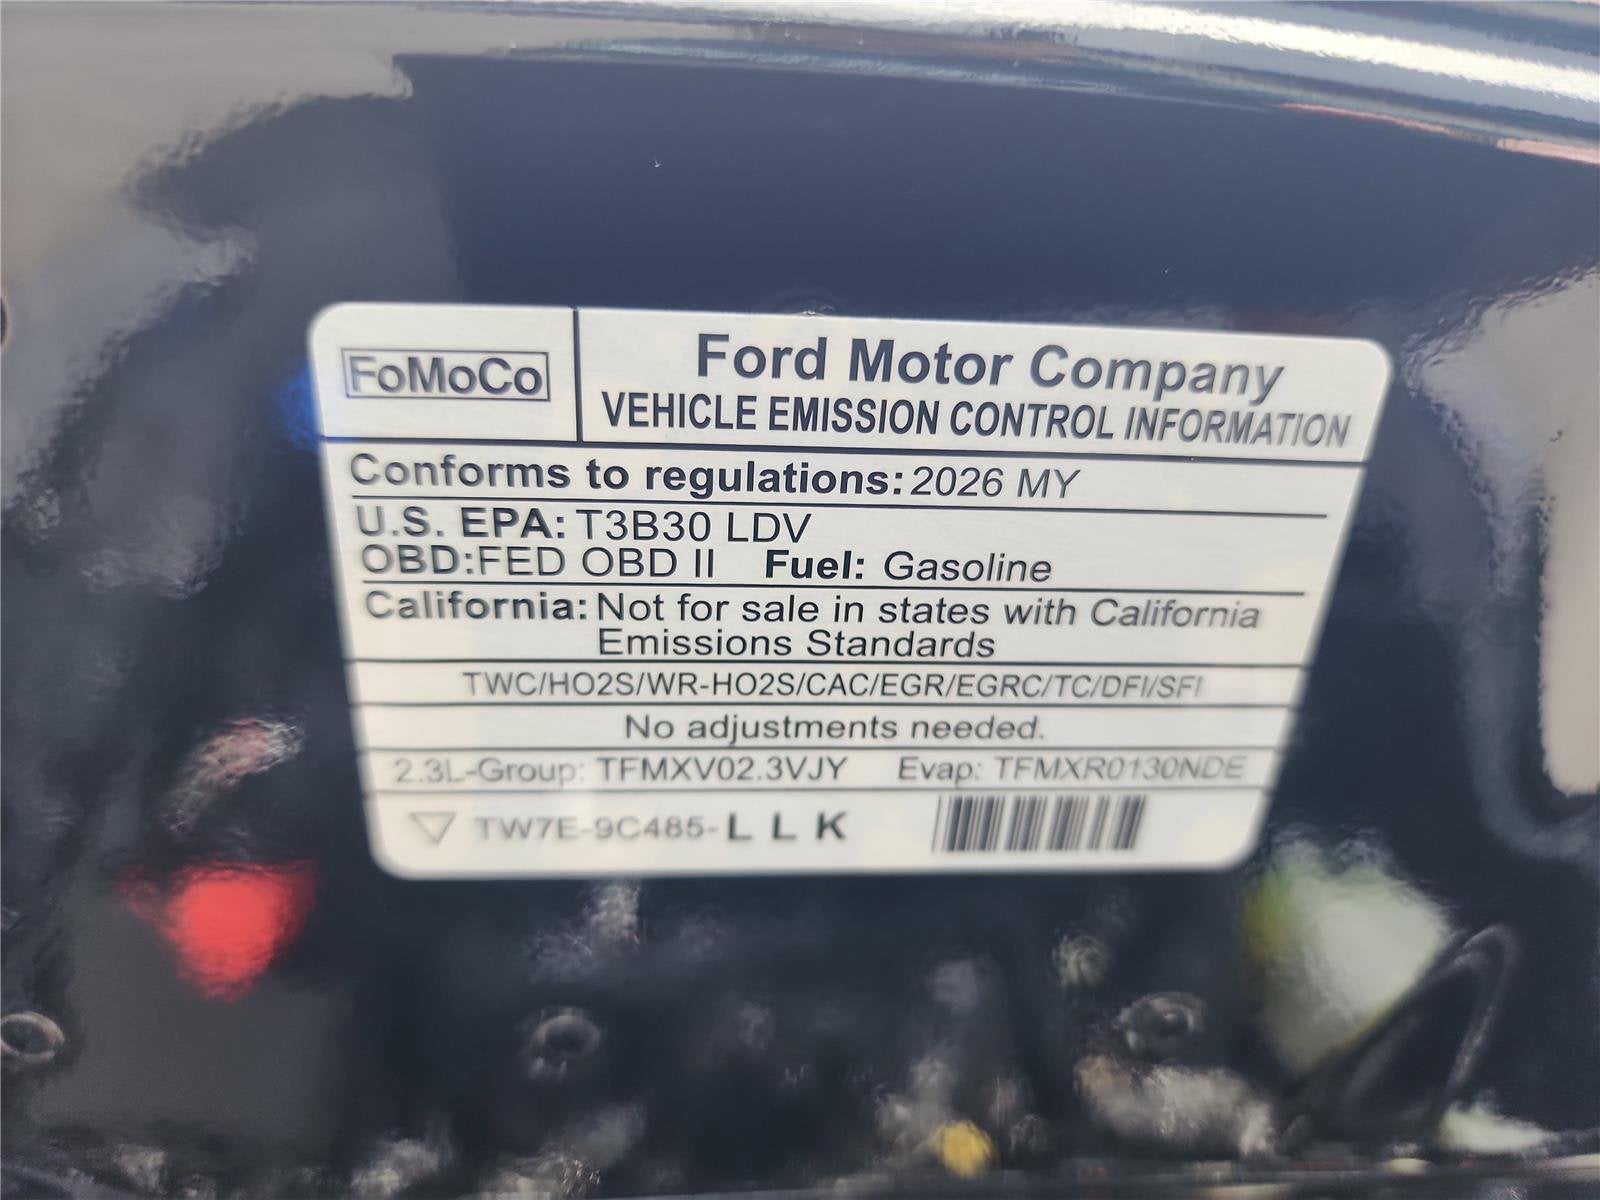 FoMoCo
Ford Motor Company
VEHICLE EMISSION CONTROL INFORMATION
Conforms to regulations: 2026 MY
U.S. EPA: T3B30 LDV
OBD: FED OBD II Fuel: Gasoline
California: Not for sale in states with California
Emissions Standards
TWC/HO2S/WR-HO2S/CAC/EGR/EGRC/TC/DFI/SFI
No adjustments needed.
2.3L-Group: TFMXV02.3VJY Evap: TFMXR0130NDE
TW7E-9C485-L L K